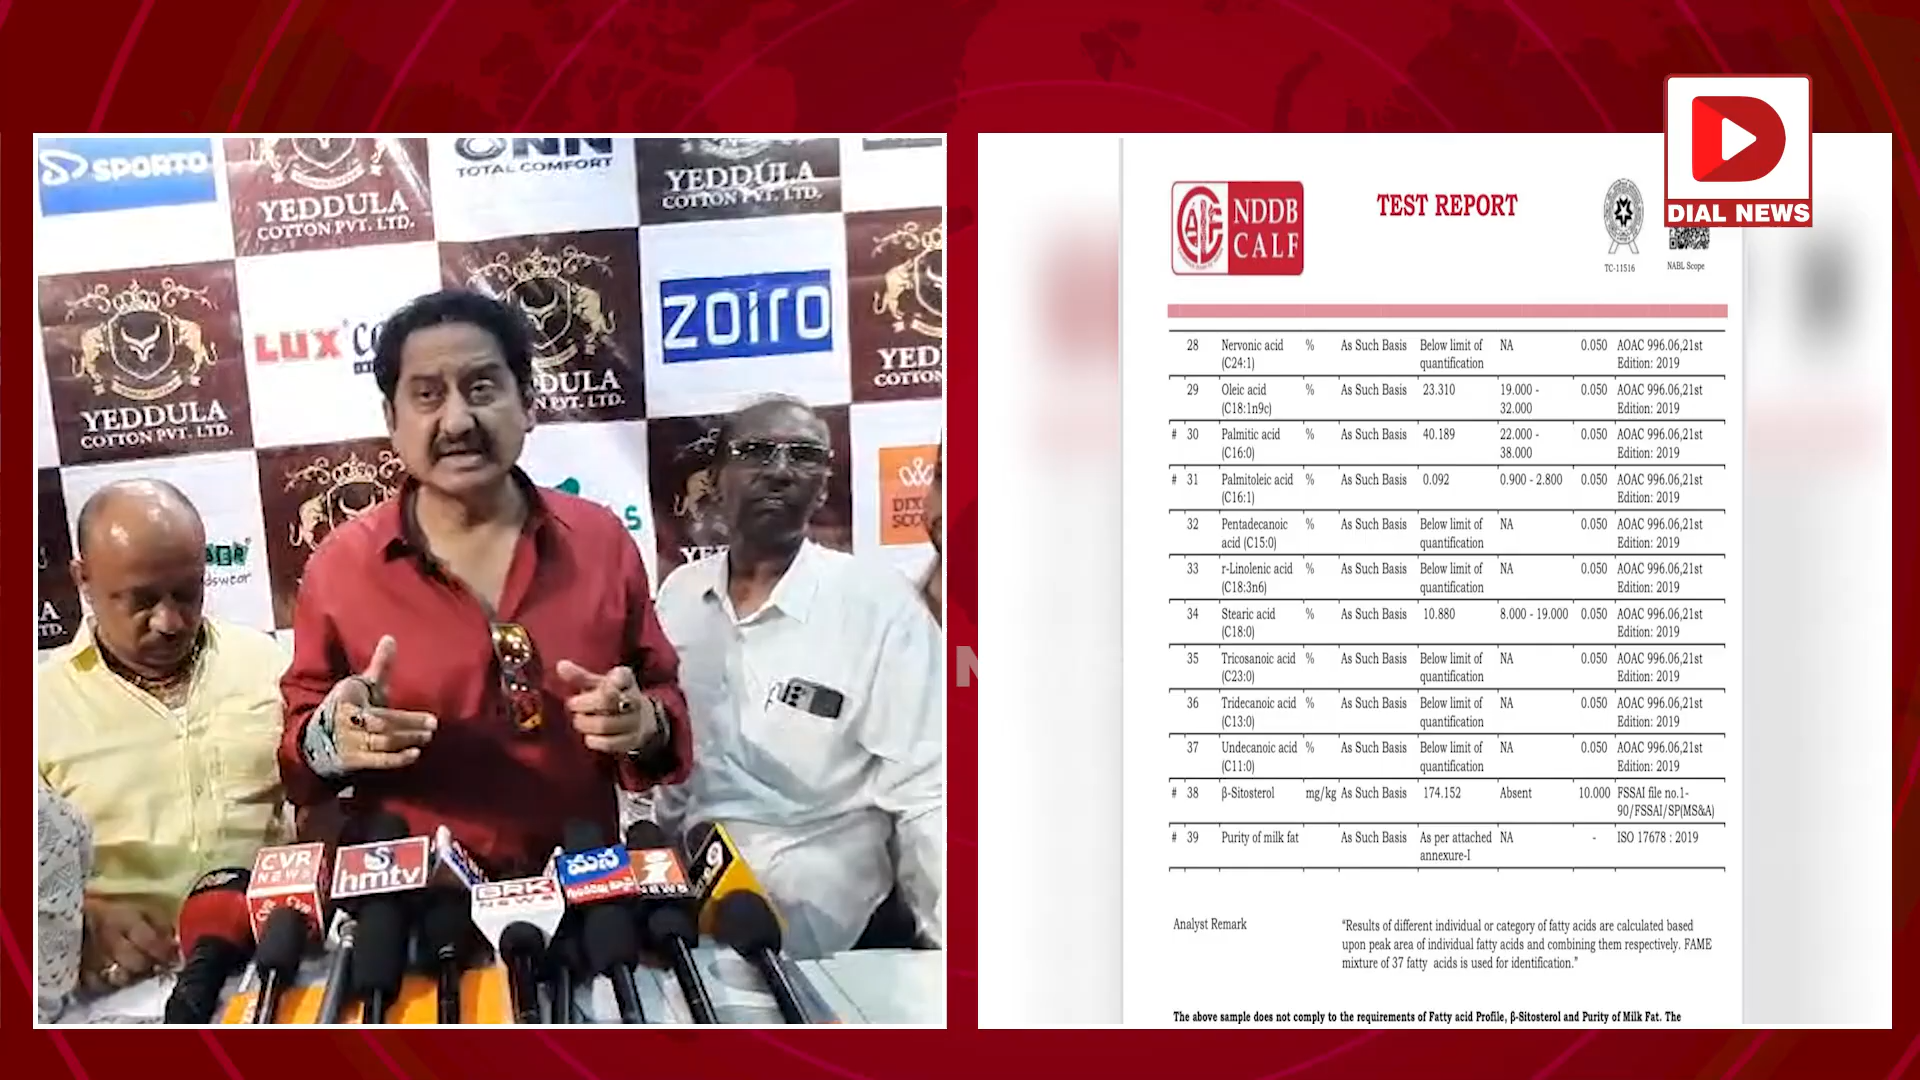 SPORTO
YEDDULA
COTTON PVT. LTD.
ONN
TOTAL COMFORT
YEDDULA
COTTON PVT. LTD.
LUX
ZOIRO
YEDDULA
COTTON PVT. LTD.
DULA
N PVT. LTD.
CVR
NEWS
hmtv
BRK
NEWS
మన
NEWS
9
DIAL NEWS
NDDB
CALF
TEST REPORT
TC-11516
NABL Scope
28 Nervonic acid (C24:1) % As Such Basis Below limit of quantification NA 0.050 AOAC 996.06,21st Edition: 2019
29 Oleic acid (C18:1n9c) % As Such Basis 23.310 19.000 - 32.000 0.050 AOAC 996.06,21st Edition: 2019
# 30 Palmitic acid (C16:0) % As Such Basis 40.189 22.000 - 38.000 0.050 AOAC 996.06,21st Edition: 2019
# 31 Palmitoleic acid (C16:1) % As Such Basis 0.092 0.900 - 2.800 0.050 AOAC 996.06,21st Edition: 2019
32 Pentadecanoic acid (C15:0) % As Such Basis Below limit of quantification NA 0.050 AOAC 996.06,21st Edition: 2019
33 r-Linolenic acid (C18:3n6) % As Such Basis Below limit of quantification NA 0.050 AOAC 996.06,21st Edition: 2019
34 Stearic acid (C18:0) % As Such Basis 10.880 8.000 - 19.000 0.050 AOAC 996.06,21st Edition: 2019
35 Tricosanoic acid (C23:0) % As Such Basis Below limit of quantification NA 0.050 AOAC 996.06,21st Edition: 2019
36 Tridecanoic acid (C13:0) % As Such Basis Below limit of quantification NA 0.050 AOAC 996.06,21st Edition: 2019
37 Undecanoic acid (C11:0) % As Such Basis Below limit of quantification NA 0.050 AOAC 996.06,21st Edition: 2019
# 38 β-Sitosterol mg/kg As Such Basis 174.152 Absent 10.000 FSSAI file no.1-90/FSSAI/SP(MS&A)
# 39 Purity of milk fat As Such Basis As per attached annexure-I NA - ISO 17678 : 2019
Analyst Remark
"Results of different individual or category of fatty acids are calculated based
upon peak area of individual fatty acids and combining them respectively. FAME
mixture of 37 fatty acids is used for identification."
The above sample does not comply to the requirements of Fatty acid Profile, β-Sitosterol and Purity of Milk Fat. The